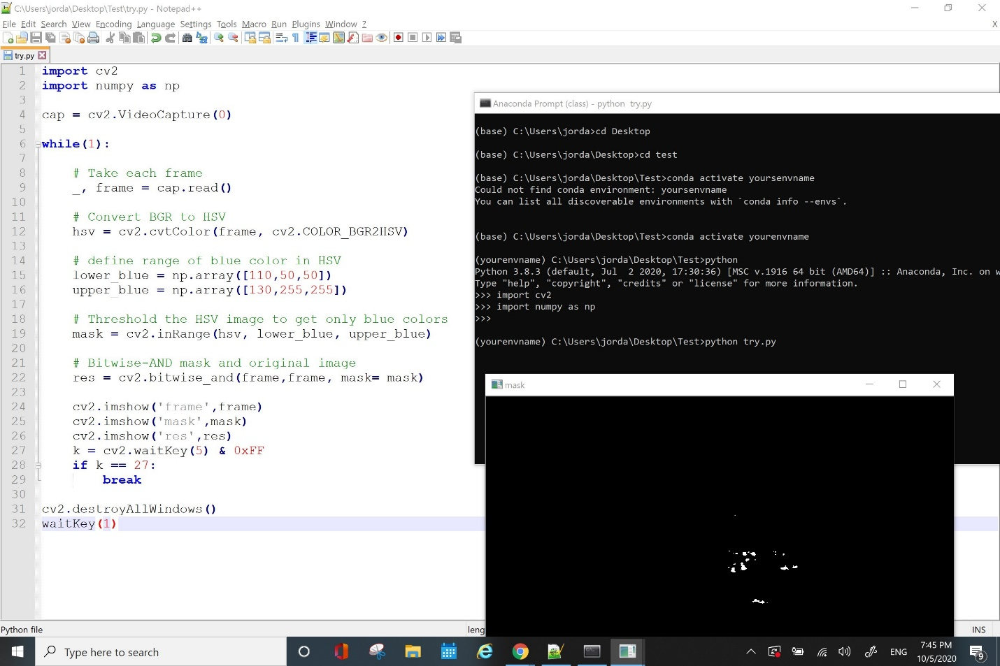 C:\Users\jorda\Desktop\Test\try.py - Notepad++
File Edit Search View Encoding Language Settings Tools Macro Run Plugins Window ? X
try.py
1 import cv2
2 import numpy as np
3
4 cap = cv2.VideoCapture(0)
5
6 while(1):
7
8 # Take each frame
9 _, frame = cap.read()
10
11 # Convert BGR to HSV
12 hsv = cv2.cvtColor(frame, cv2.COLOR_BGR2HSV)
13
14 # define range of blue color in HSV
15 lower_blue = np.array([110,50,50])
16 upper_blue = np.array([130,255,255])
17
18 # Threshold the HSV image to get only blue colors
19 mask = cv2.inRange(hsv, lower_blue, upper_blue)
20
21 # Bitwise-AND mask and original image
22 res = cv2.bitwise_and(frame,frame, mask= mask)
23
24 cv2.imshow('frame',frame)
25 cv2.imshow('mask',mask)
26 cv2.imshow('res',res)
27 k = cv2.waitKey(5) & 0xFF
28 if k == 27:
29 break
30
31 cv2.destroyAllWindows()
32 waitKey(1)
Anaconda Prompt (class) - python try.py
(base) C:\Users\jorda>cd Desktop
(base) C:\Users\jorda\Desktop>cd test
(base) C:\Users\jorda\Desktop\Test>conda activate yoursenvname
Could not find conda environment: yoursenvname
You can list all discoverable environments with `conda info --envs`.
(base) C:\Users\jorda\Desktop\Test>conda activate yourenvname
(yourenvname) C:\Users\jorda\Desktop\Test>python
Python 3.8.3 (default, Jul 2 2020, 17:30:36) [MSC v.1916 64 bit (AMD64)] :: Anaconda, Inc. on w
Type "help", "copyright", "credits" or "license" for more information.
>>> import cv2
>>> import numpy as np
>>>
(yourenvname) C:\Users\jorda\Desktop\Test>python try.py
mask
Python file
leng
INS
Type here to search
ENG
7:45 PM
10/5/2020
9